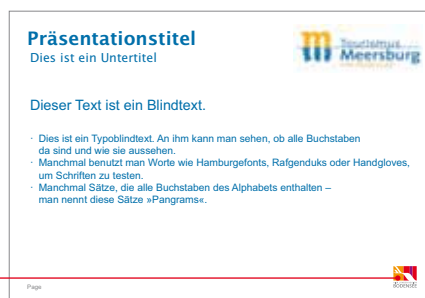 Präsentationstitel
Dies ist ein Untertitel
Tourismus
Meersburg
Dieser Text ist ein Blindtext.
· Dies ist ein Typoblindtext. An ihm kann man sehen, ob alle Buchstaben
da sind und wie sie aussehen.
· Manchmal benutzt man Worte wie Hamburgefonts, Rafgenduks oder Handgloves,
um Schriften zu testen.
· Manchmal Sätze, die alle Buchstaben des Alphabets enthalten –
man nennt diese Sätze »Pangrams«.
Page
BODENSEE